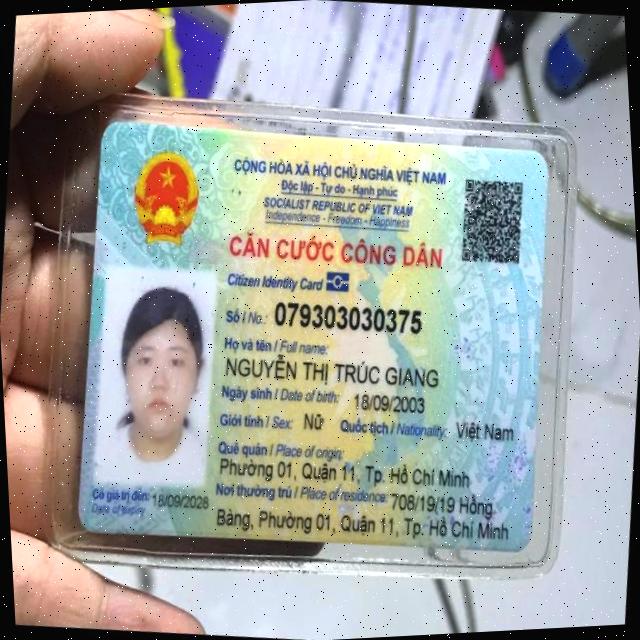 CỘNG HÒA XÃ HỘI CHỦ NGHĨA VIỆT NAM
Độc lập - Tự do - Hạnh phúc
SOCIALIST REPUBLIC OF VIET NAM
Independence - Freedom - Happiness
CĂN CƯỚC CÔNG DÂN
Citizen Identity Card
Số / No.: 079303030375
Họ và tên / Full name:
NGUYỄN THỊ TRÚC GIANG
Ngày sinh / Date of birth: 18/09/2003
Giới tính / Sex: Nữ Quốc tịch / Nationality: Việt Nam
Quê quán / Place of origin:
Phường 01, Quận 11, Tp. Hồ Chí Minh
Nơi thường trú / Place of residence: 708/19/19 Hồng
Bàng, Phường 01, Quận 11, Tp. Hồ Chí Minh
Có giá trị đến: 18/09/2028
Date of expiry